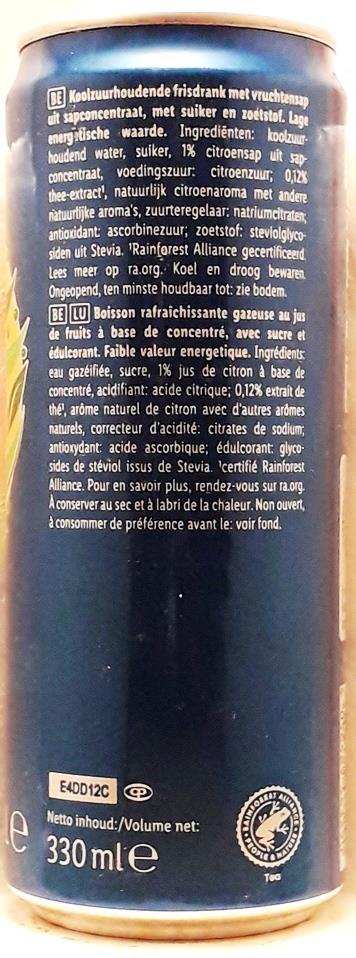 BE Koolzuurhoudende frisdrank met vruchtensap
uit sapconcentraat, met suiker en zoetstof. Lage
energetische waarde. Ingrediënten: koolzuur-
houdend water, suiker, 1% citroensap uit sap-
concentraat, voedingszuur: citroenzuur; 0,12%
thee-extract¹, natuurlijk citroenaroma met andere
natuurlijke aroma's, zuurteregelaar: natriumcitraten;
antioxidant: ascorbinezuur; zoetstof: steviolglyco-
siden uit Stevia. ¹Rainforest Alliance gecertificeerd.
Lees meer op ra.org. Koel en droog bewaren.
Ongeopend, ten minste houdbaar tot: zie bodem.
BE LU Boisson rafraîchissante gazeuse au jus
de fruits à base de concentré, avec sucre et
édulcorant. Faible valeur energetique. Ingrédients:
eau gazéifiée, sucre, 1% jus de citron à base de
concentré, acidifiant: acide citrique; 0,12% extrait de
thé¹, arôme naturel de citron avec d'autres arômes
naturels, correcteur d'acidité: citrates de sodium;
antioxydant: acide ascorbique; édulcorant: glyco-
sides de stéviol issus de Stevia. ¹certifié Rainforest
Alliance. Pour en savoir plus, rendez-vous sur ra.org.
À conserver au sec et à labri de la chaleur. Non ouvert,
à consommer de préférence avant le: voir fond.
E4DD12C CP
Netto inhoud:/Volume net:
330 ml e
RAINFOREST ALLIANCE
PEOPLE & NATURE
Tea